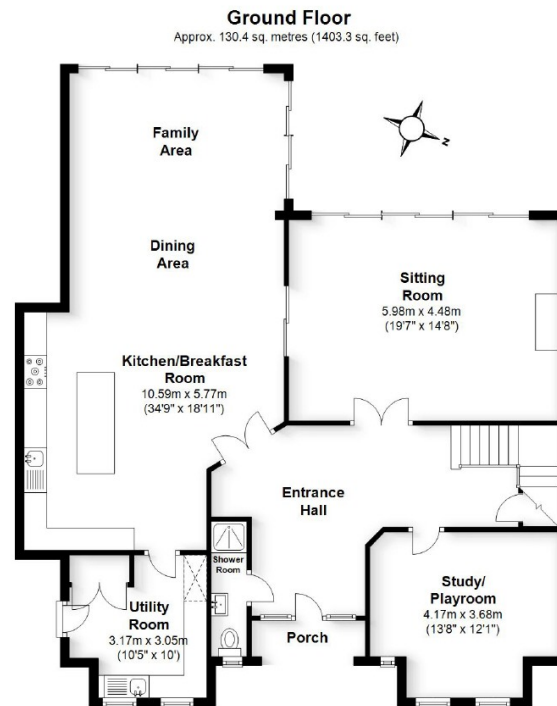 Ground Floor
Approx. 130.4 sq. metres (1403.3 sq. feet)
Family
Area
N
Dining
Area
Sitting
Room
5.98m x 4.48m
(19'7" x 14'8")
Kitchen/Breakfast
Room
10.59m x 5.77m
(34'9" x 18'11")
Entrance
Hall
Shower
Room
Study/
Playroom
4.17m x 3.68m
(13'8" x 12'1")
Utility
Room
3.17m x 3.05m
(10'5" x 10')
Porch